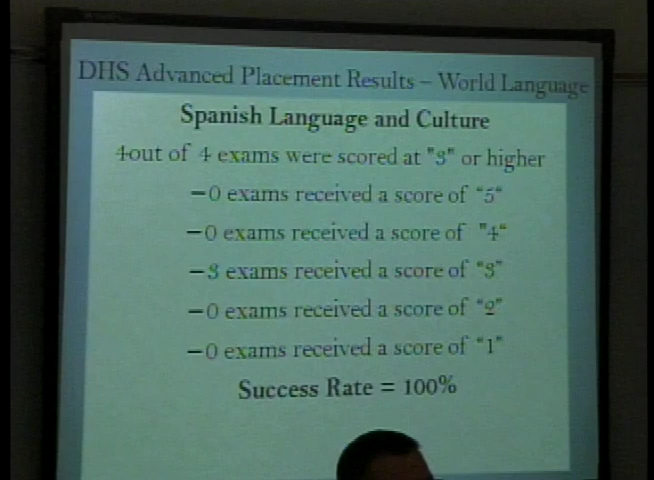 DHS Advanced Placement Results – World Language
Spanish Language and Culture
4out of 4 exams were scored at "3" or higher
–0 exams received a score of “5“
–0 exams received a score of "4“
–3 exams received a score of “3”
–0 exams received a score of “2”
–0 exams received a score of “1”
Success Rate = 100%